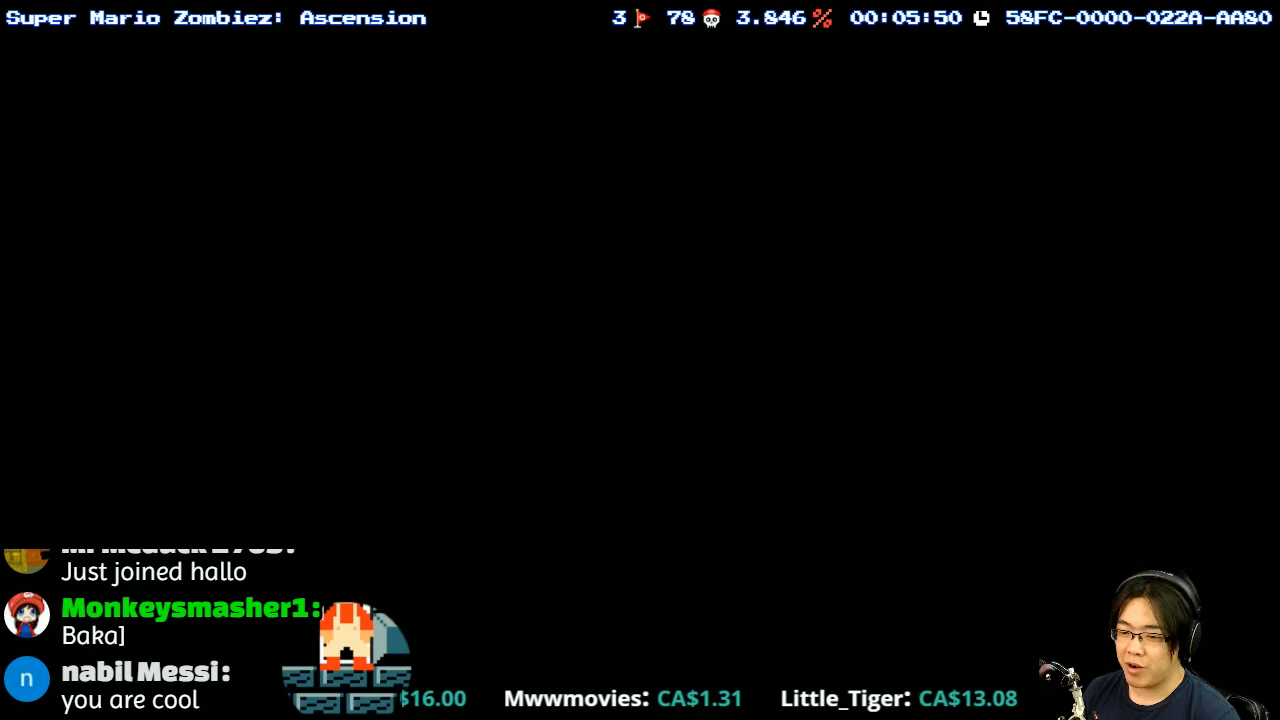 Super Mario Zombiez: Ascension 3 78 3.846 % 00:05:50 58FC-0000-022A-AA80
Just joined hallo
Monkeysmasher1:
Baka]
n
nabil Messi:
you are cool
$16.00 Mwwmovies: CA$1.31 Little_Tiger: CA$13.08